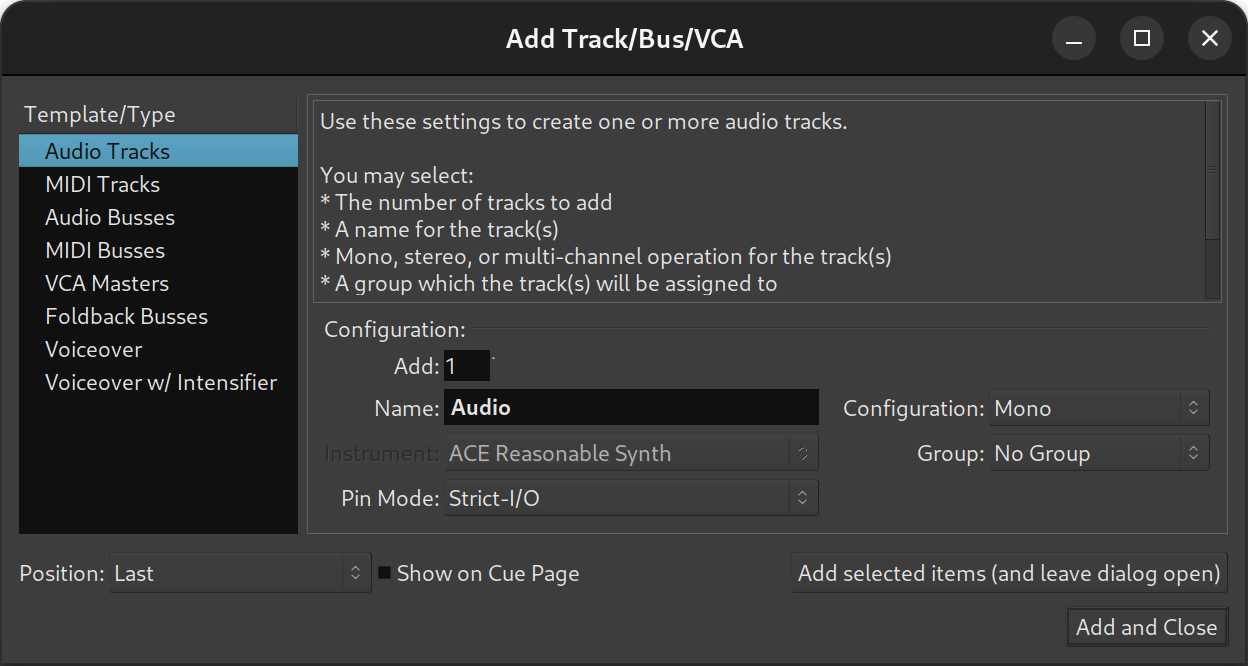 Add Track/Bus/VCA
Template/Type
Audio Tracks
MIDI Tracks
Audio Busses
MIDI Busses
VCA Masters
Foldback Busses
Voiceover
Voiceover w/ Intensifier
Use these settings to create one or more audio tracks.
You may select:
* The number of tracks to add
* A name for the track(s)
* Mono, stereo, or multi-channel operation for the track(s)
* A group which the track(s) will be assigned to
Configuration:
Add: 1
Name: Audio Configuration: Mono
Instrument: ACE Reasonable Synth Group: No Group
Pin Mode: Strict-I/O
Position: Last Show on Cue Page Add selected items (and leave dialog open)
Add and Close